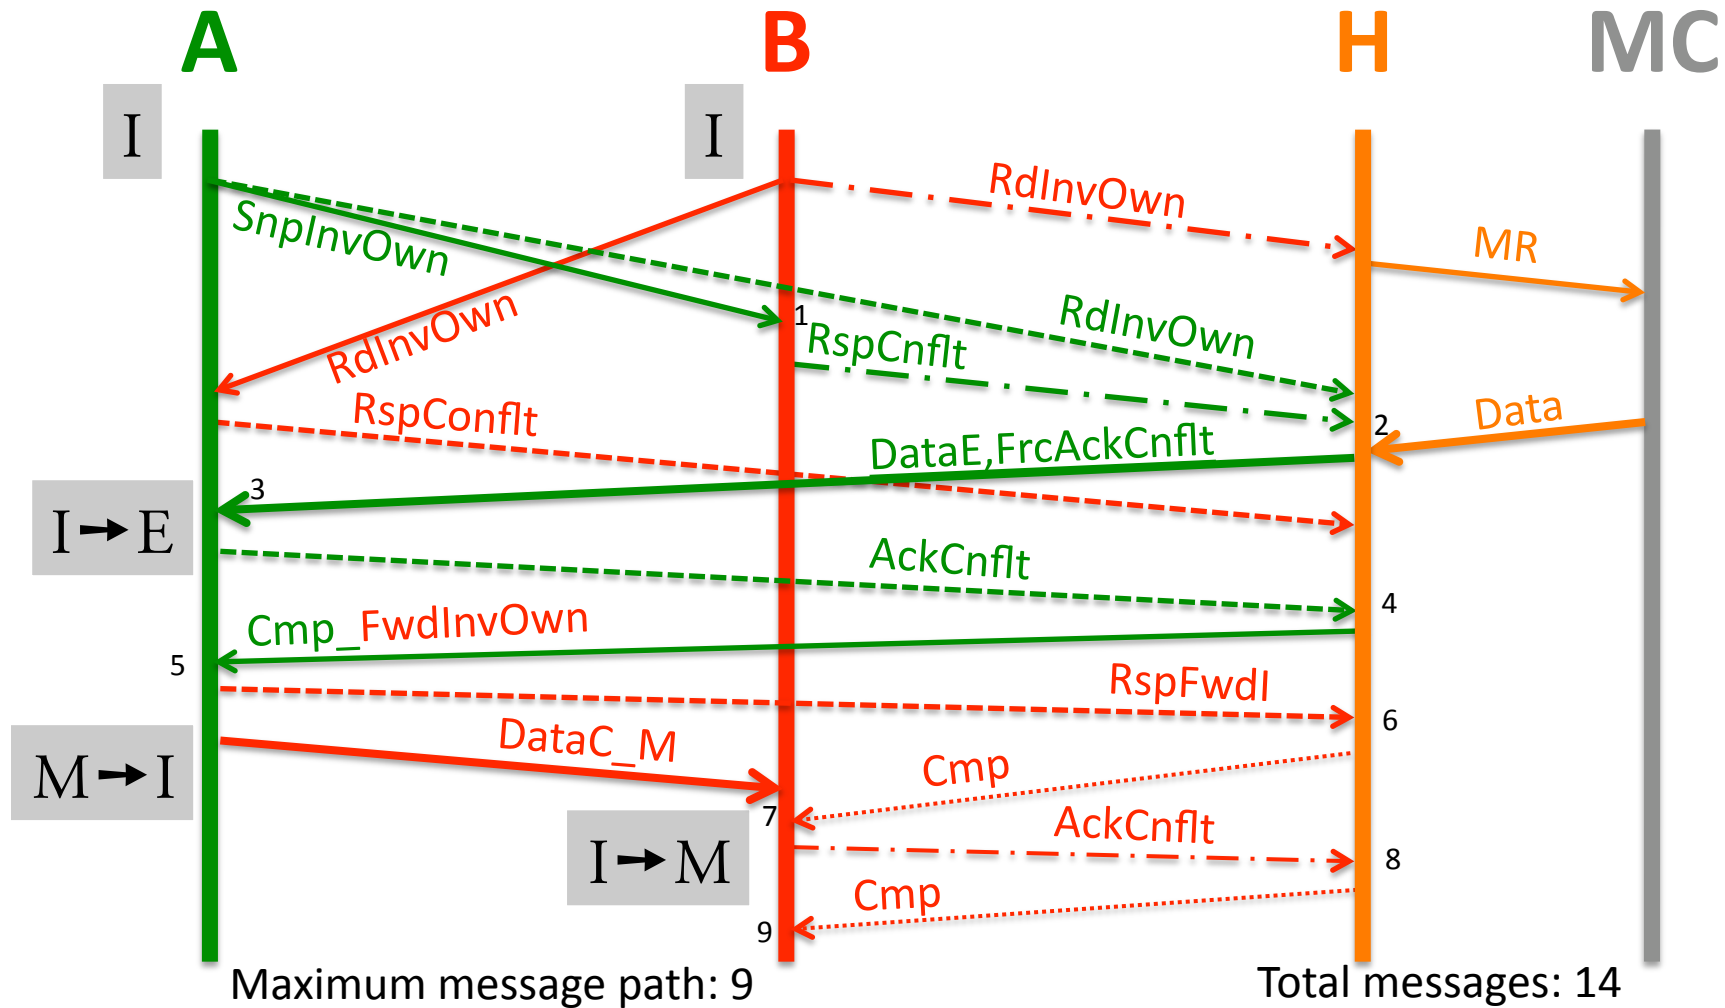 A B H MC
I I
RdInvOwn
MR
SnpInvOwn
RdInvOwn
RdInvOwn
1
RspCnflt
RspConflt
Data
2
DataE,FrcAckCnflt
3
I→E
AckCnflt
4
Cmp_FwdInvOwn
5
RspFwdI
6
DataC_M
M→I
Cmp
7
AckCnflt
I→M
8
Cmp
9
Maximum message path: 9
Total messages: 14